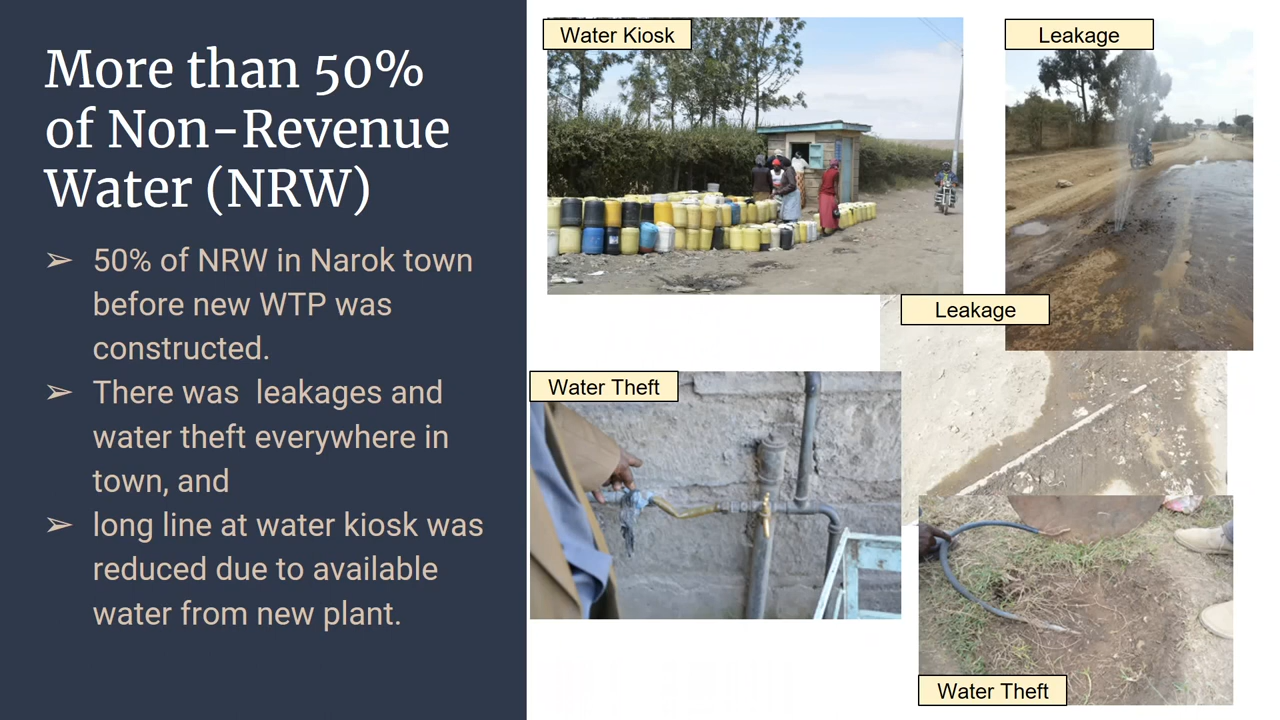 More than 50%
of Non-Revenue
Water (NRW)
➢ 50% of NRW in Narok town
before new WTP was
constructed.
➢ There was  leakages and
water theft everywhere in
town, and
➢ long line at water kiosk was
reduced due to available
water from new plant.
Water Kiosk
Leakage
Leakage
Water Theft
Water Theft